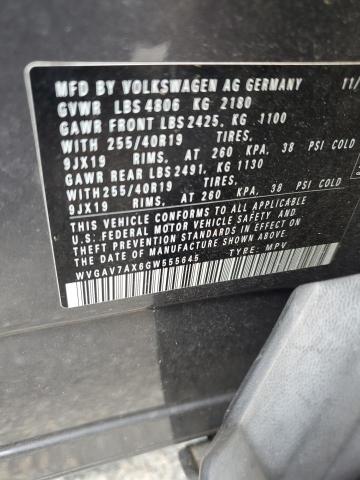 MFD BY VOLKSWAGEN AG GERMANY 11/
GVWR LBS 4806 KG 2180
GAWR FRONT LBS 2425, KG 1100
WITH 255/40R19 TIRES,
9JX19 RIMS, AT 260 KPA, 38 PSI COLD
GAWR REAR LBS 2491, KG 1130
WITH 255/40R19 TIRES,
9JX19 RIMS, AT 260 KPA, 38 PSI COLD
THIS VEHICLE CONFORMS TO ALL APPLICABLE
U.S. FEDERAL MOTOR VEHICLE SAFETY AND
THEFT PREVENTION STANDARDS IN EFFECT ON
THE DATE OF MANUFACTURE SHOWN ABOVE.
WVGAV7AX6GW555645 TYPE: MPV